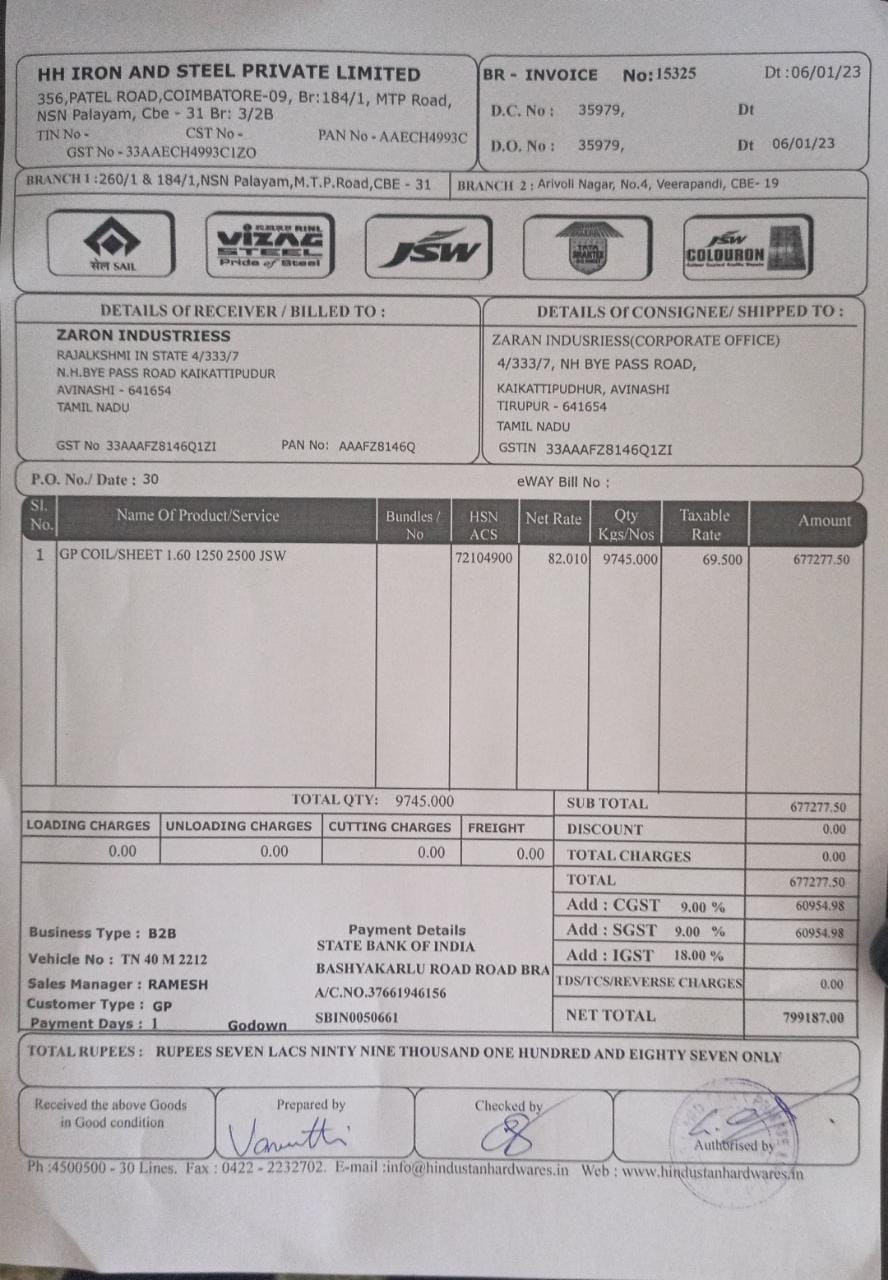 HH IRON AND STEEL PRIVATE LIMITED
356,PATEL ROAD,COIMBATORE-09, Br:184/1, MTP Road,
NSN Palayam, Cbe - 31 Br: 3/2B
TIN No - CST No - PAN No - AAECH4993C
GST No - 33AAECH4993C1ZO
BR - INVOICE No:15325 Dt :06/01/23
D.C. No : 35979, Dt
D.O. No : 35979, Dt 06/01/23
BRANCH 1 :260/1 & 184/1,NSN Palayam,M.T.P.Road,CBE - 31 BRANCH 2 : Arivoli Nagar, No.4, Veerapandi, CBE- 19
सेल SAIL
VIZAG
STEEL
Pride of Steel
JSW
TATA
JSW
COLOURON
DETAILS Of RECEIVER / BILLED TO :
ZARON INDUSTRIESS
RAJALKSHMI IN STATE 4/333/7
N.H.BYE PASS ROAD KAIKATTIPUDUR
AVINASHI - 641654
TAMIL NADU
GST No 33AAAFZ8146Q1ZI PAN No: AAAFZ8146Q
DETAILS Of CONSIGNEE/ SHIPPED TO :
ZARAN INDUSRIESS(CORPORATE OFFICE)
4/333/7, NH BYE PASS ROAD,
KAIKATTIPUDHUR, AVINASHI
TIRUPUR - 641654
TAMIL NADU
GSTIN 33AAAFZ8146Q1ZI
P.O. No./ Date : 30 eWAY Bill No :
Sl. No. Name Of Product/Service Bundles / No HSN ACS Net Rate Qty Kgs/Nos Taxable Rate Amount
1 GP COIL/SHEET 1.60 1250 2500 JSW 72104900 82.010 9745.000 69.500 677277.50
TOTAL QTY: 9745.000
LOADING CHARGES UNLOADING CHARGES CUTTING CHARGES FREIGHT
0.00 0.00 0.00 0.00
SUB TOTAL 677277.50
DISCOUNT 0.00
TOTAL CHARGES 0.00
TOTAL 677277.50
Add : CGST 9.00 % 60954.98
Add : SGST 9.00 % 60954.98
Add : IGST 18.00 %
TDS/TCS/REVERSE CHARGES 0.00
NET TOTAL 799187.00
Business Type : B2B
Vehicle No : TN 40 M 2212
Sales Manager : RAMESH
Customer Type : GP
Payment Days : 1 Godown
Payment Details
STATE BANK OF INDIA
BASHYAKARLU ROAD ROAD BRA
A/C.NO.37661946156
SBIN0050661
TOTAL RUPEES : RUPEES SEVEN LACS NINTY NINE THOUSAND ONE HUNDRED AND EIGHTY SEVEN ONLY
Received the above Goods
in Good condition
Prepared by
Checked by
Authorised by
Ph :4500500 - 30 Lines. Fax : 0422 - 2232702. E-mail :info@hindustanhardwares.in Web : www.hindustanhardwares.in